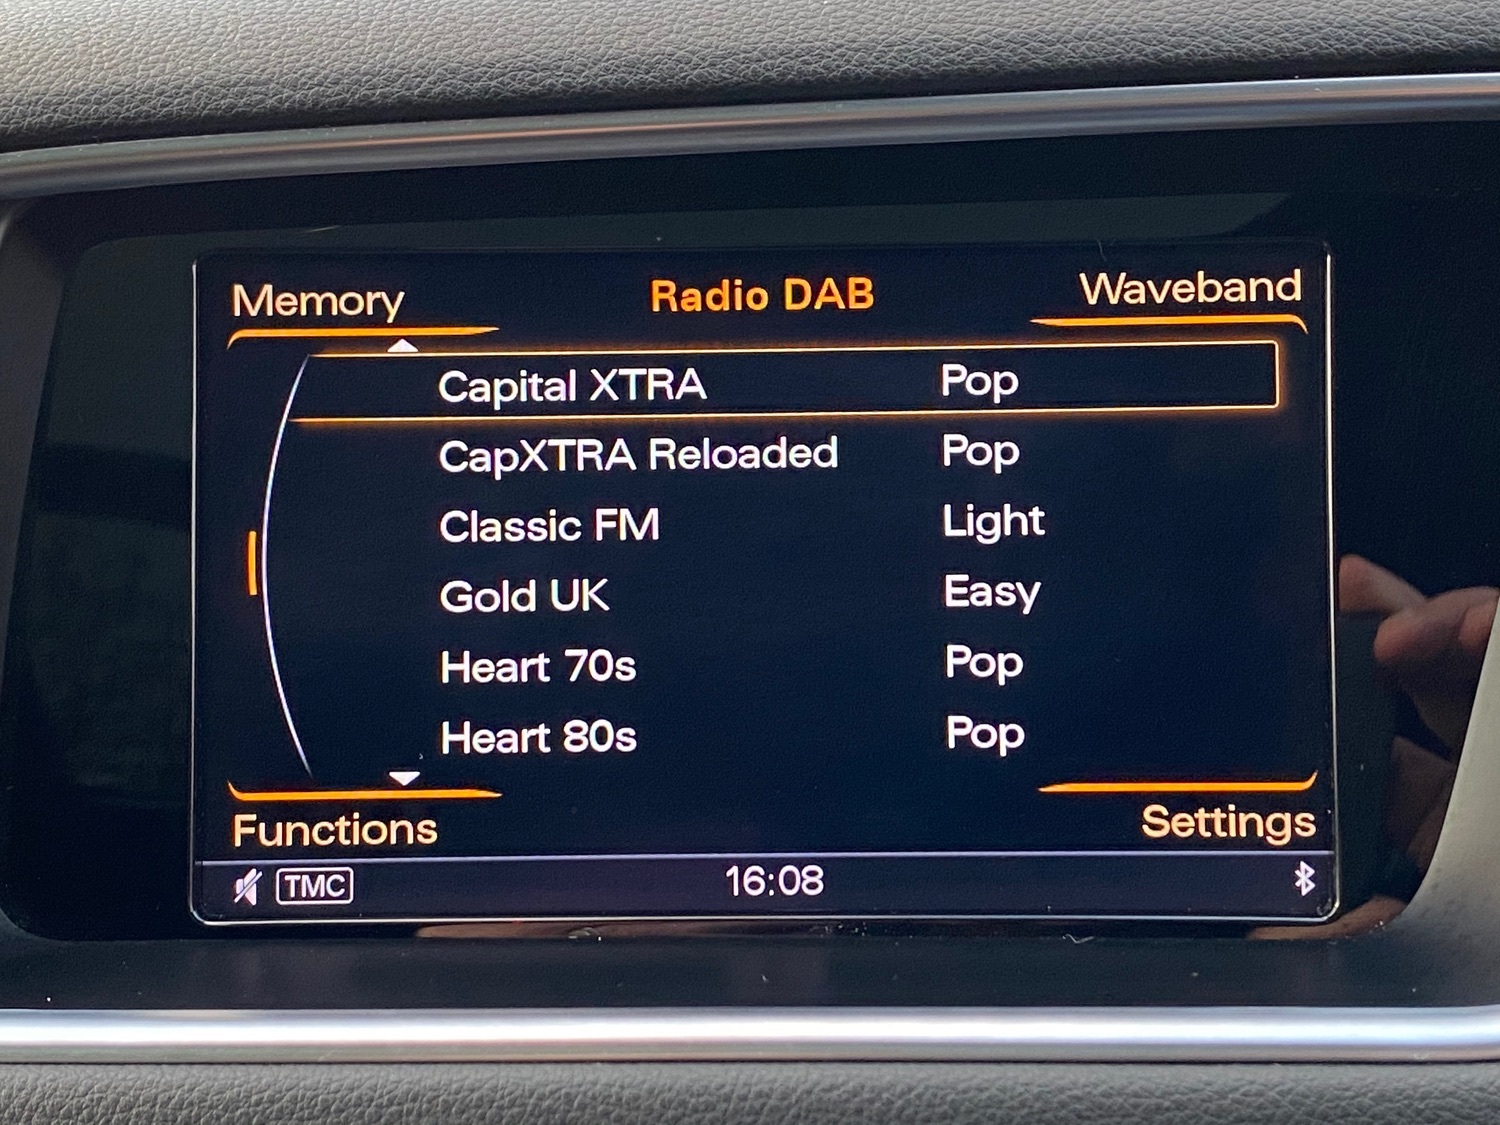 Memory Radio DAB Waveband
Capital XTRA Pop
CapXTRA Reloaded Pop
Classic FM Light
Gold UK Easy
Heart 70s Pop
Heart 80s Pop
Functions Settings
TMC 16:08